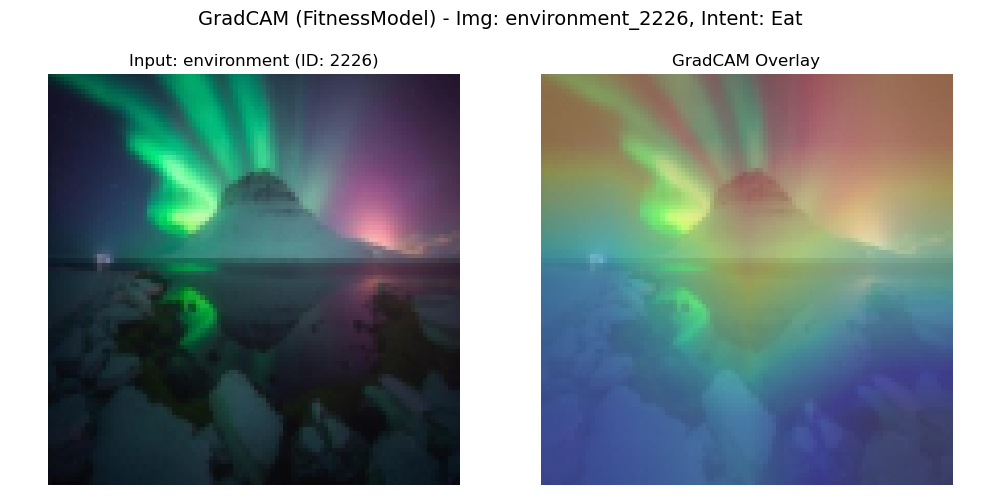 GradCAM (FitnessModel) - Img: environment_2226, Intent: Eat
Input: environment (ID: 2226)
GradCAM Overlay